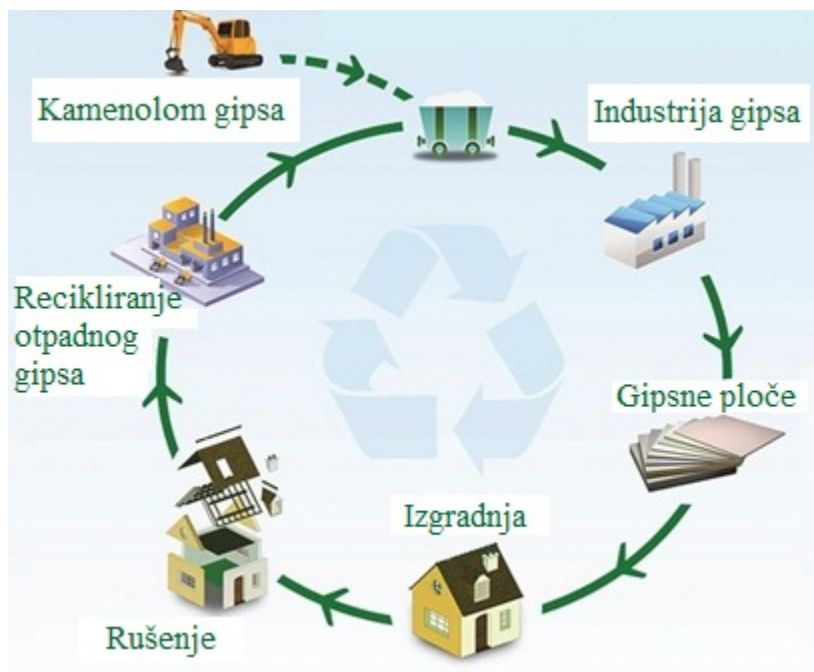 Kamenolom gipsa
Industrija gipsa
Recikliranje
otpadnog
gipsa
Gipsne ploče
Izgradnja
Rušenje